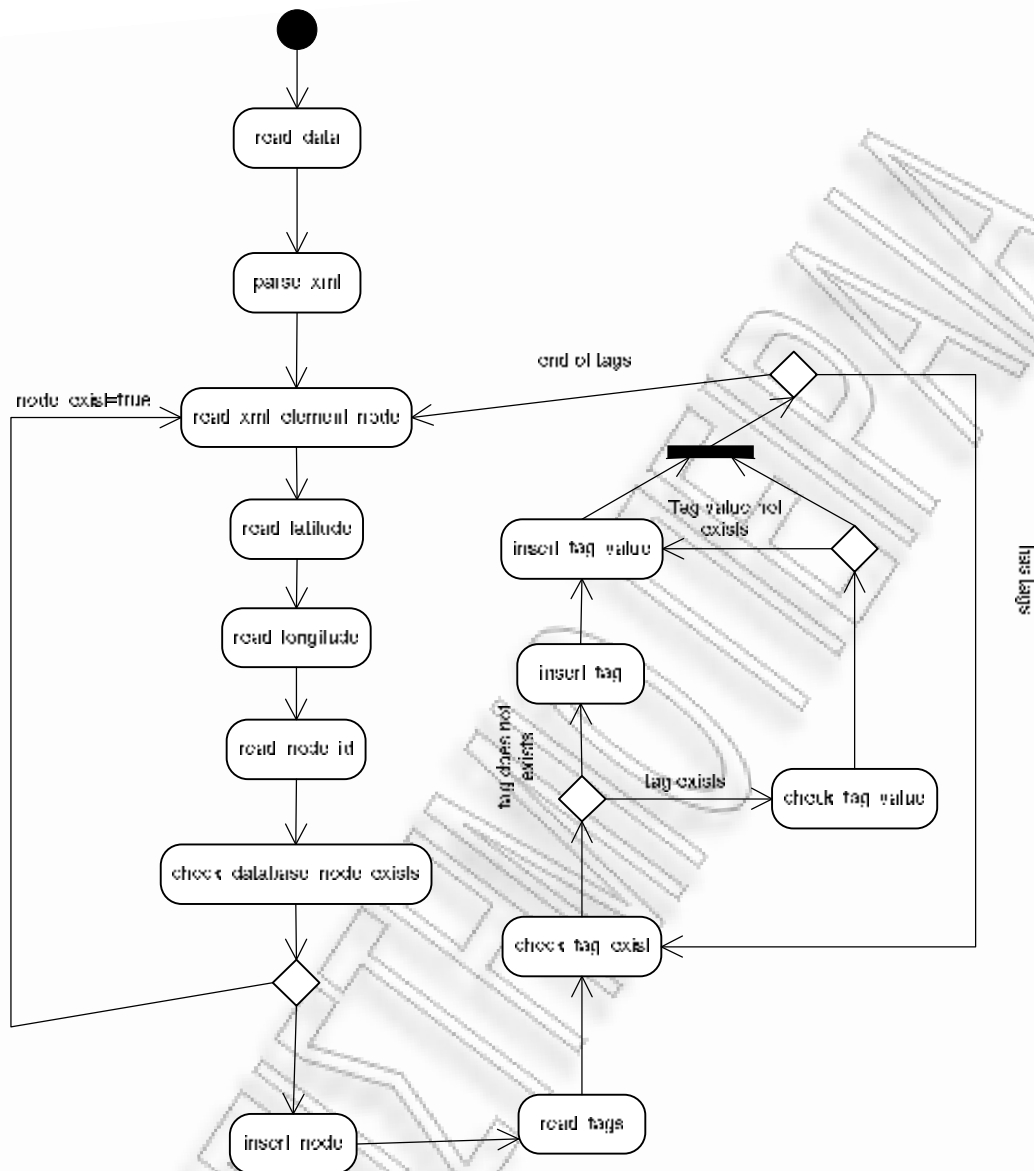 read data
parse xml
end of tags
node exist=true
read xml element node
Tag value not
exists
read latitude
insert tag value
has tags
read longitude
insert tag
tag does not
exists
read node id
tag exists
check tag value
check database node exists
check tag exist
insert node
read tags